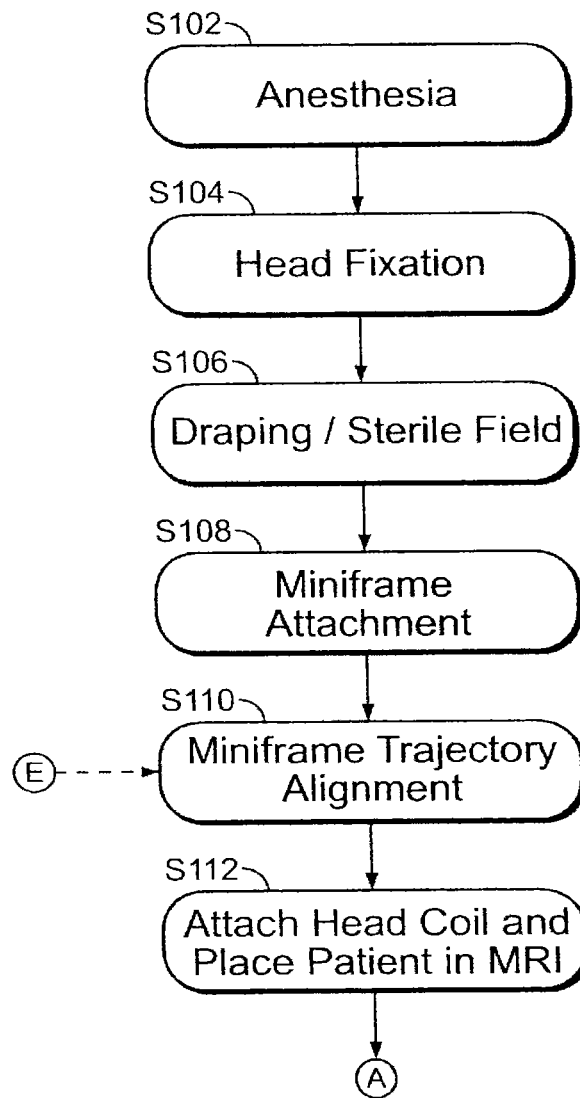 S102
Anesthesia
S104
Head Fixation
S106
Draping / Sterile Field
S108
Miniframe
Attachment
S110
E
Miniframe Trajectory
Alignment
S112
Attach Head Coil and
Place Patient in MRI
A